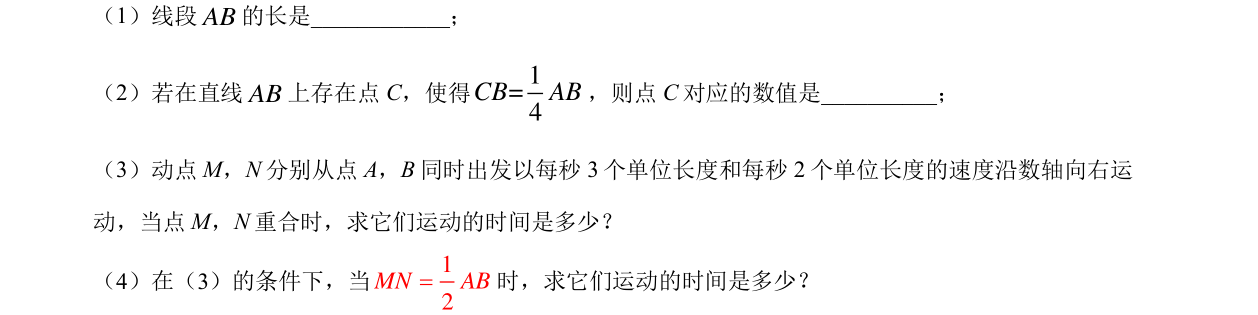 （1）线段 AB 的长是____________；
（2）若在直线 AB 上存在点 C，使得 CB=1/4 AB，则点 C 对应的数值是__________；
（3）动点 M，N 分别从点 A，B 同时出发以每秒 3 个单位长度和每秒 2 个单位长度的速度沿数轴向右运
动，当点 M，N 重合时，求它们运动的时间是多少？
（4）在（3）的条件下，当 MN = 1/2 AB 时，求它们运动的时间是多少？